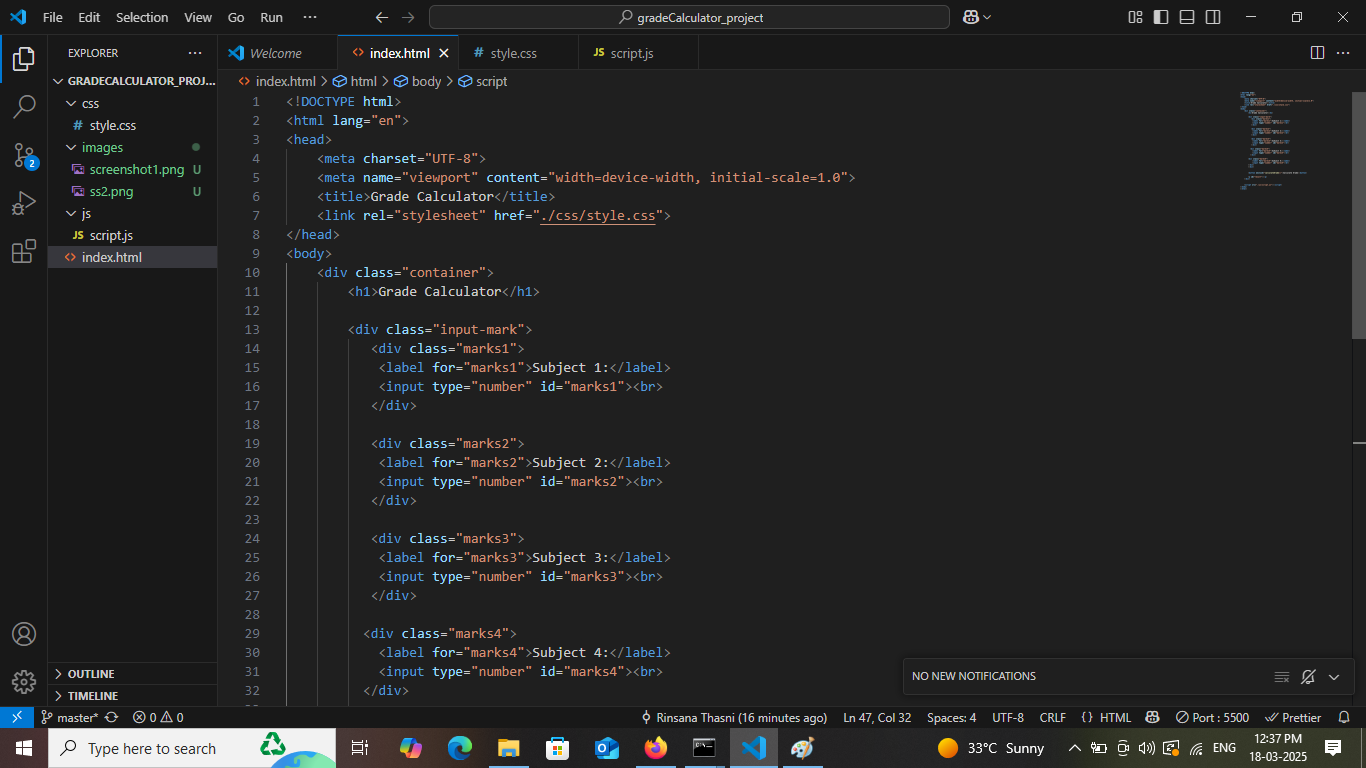 File Edit Selection View Go Run ···
gradeCalculator_project
EXPLORER ···
GRADECALCULATOR_PROJ...
css
# style.css
images
screenshot1.png U
ss2.png U
js
JS script.js
<> index.html
OUTLINE
TIMELINE
Welcome
<> index.html
# style.css
JS script.js
<> index.html > html > body > script
1 <!DOCTYPE html>
2 <html lang="en">
3 <head>
4 <meta charset="UTF-8">
5 <meta name="viewport" content="width=device-width, initial-scale=1.0">
6 <title>Grade Calculator</title>
7 <link rel="stylesheet" href="./css/style.css">
8 </head>
9 <body>
10 <div class="container">
11 <h1>Grade Calculator</h1>
12
13 <div class="input-mark">
14 <div class="marks1">
15 <label for="marks1">Subject 1:</label>
16 <input type="number" id="marks1"><br>
17 </div>
18
19 <div class="marks2">
20 <label for="marks2">Subject 2:</label>
21 <input type="number" id="marks2"><br>
22 </div>
23
24 <div class="marks3">
25 <label for="marks3">Subject 3:</label>
26 <input type="number" id="marks3"><br>
27 </div>
28
29 <div class="marks4">
30 <label for="marks4">Subject 4:</label>
31 <input type="number" id="marks4"><br>
32 </div>
NO NEW NOTIFICATIONS
2
master* 0 0 Rinsana Thasni (16 minutes ago) Ln 47, Col 32 Spaces: 4 UTF-8 CRLF {} HTML Port : 5500 Prettier
Type here to search
33°C Sunny
ENG
12:37 PM
18-03-2025